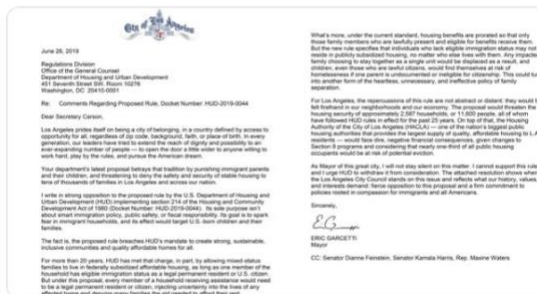 City of Los Angeles
June 26, 2019
Regulations Division
Office of the General Counsel
Department of Housing and Urban Development
451 Seventh Street SW, Room 10276
Washington, DC 20410-0001
Re: Comments Regarding Proposed Rule, Docket Number: HUD-2019-0044
Dear Secretary Carson,
Los Angeles prides itself on being a city of belonging, in a country defined by access to
opportunity for all, regardless of zip code, background, faith, or place of birth. In every
generation, our leaders have tried to extend the reach of dignity and possibility to an
ever-expanding number of people — to open the door a little wider to anyone willing to
work hard, play by the rules, and pursue the American dream.
Your department's latest proposal betrays that tradition by punishing immigrant parents
and their children, and threatening to deny the safety and security of stable housing to
tens of thousands of families in Los Angeles and across our nation.
I write in strong opposition to the proposed rule by the U.S. Department of Housing and
Urban Development (HUD) implementing section 214 of the Housing and Community
Development Act of 1980 (Docket Number: HUD-2019-0044). Its sole purpose isn't
about smart immigration policy, public safety, or fiscal responsibility. Its goal is to spark
fear in immigrant households, and its effect would target U.S.-born children and their
families.
The fact is, the proposed rule breaches HUD's mandate to create strong, sustainable,
inclusive communities and quality affordable homes for all.
For more than 20 years, HUD has met that charge, in part, by allowing mixed-status
families to live in federally subsidized affordable housing, as long as one member of the
household has eligible immigration status as a legal permanent resident or U.S. citizen.
But under this proposal, every member of a household receiving assistance would need
to be a legal permanent resident or citizen, injecting uncertainty into the lives of any
What's more, under the current standard, housing benefits are prorated so that only
those family members who are lawfully present and eligible for benefits receive them.
But the new rule specifies that individuals who lack eligible immigration status may not
reside in publicly subsidized housing, no matter who else lives with them. Any impacted
family choosing to stay together as a single unit would be displaced as a result, and
children, even those who are lawful citizens, would find themselves at risk of
homelessness if one parent is undocumented or ineligible for citizenship. This could turn
into another form of the heartless, unnecessary, and ineffective policy of family
separation.
For Los Angeles, the repercussions of this rule are not abstract or distant; they would be
felt firsthand in our neighborhoods and our economy. The proposal would threaten the
housing security of approximately 2,587 households, or 11,600 people, all of whom
have followed HUD rules in effect for the past 25 years. On top of that, the Housing
Authority of the City of Los Angeles (HACLA) — one of the nation's biggest public
housing authorities that provides the largest supply of quality, affordable housing to L.A.
residents — would face dire, negative financial consequences, given changes to
Section 8 programs and considering that nearly one-third of all public housing
occupants would be at risk of potential eviction.
As Mayor of this great city, I will not stay silent on this matter. I cannot support this rule
and I urge HUD to withdraw it from consideration. The attached resolution shows where
the Los Angeles City Council stands on this issue and reflects what our history, values,
and interests demand: fierce opposition to this proposal and a firm commitment to
policies rooted in compassion for immigrants and all Americans.
Sincerely,
ERIC GARCETTI
Mayor
CC: Senator Dianne Feinstein, Senator Kamala Harris, Rep. Maxine Waters